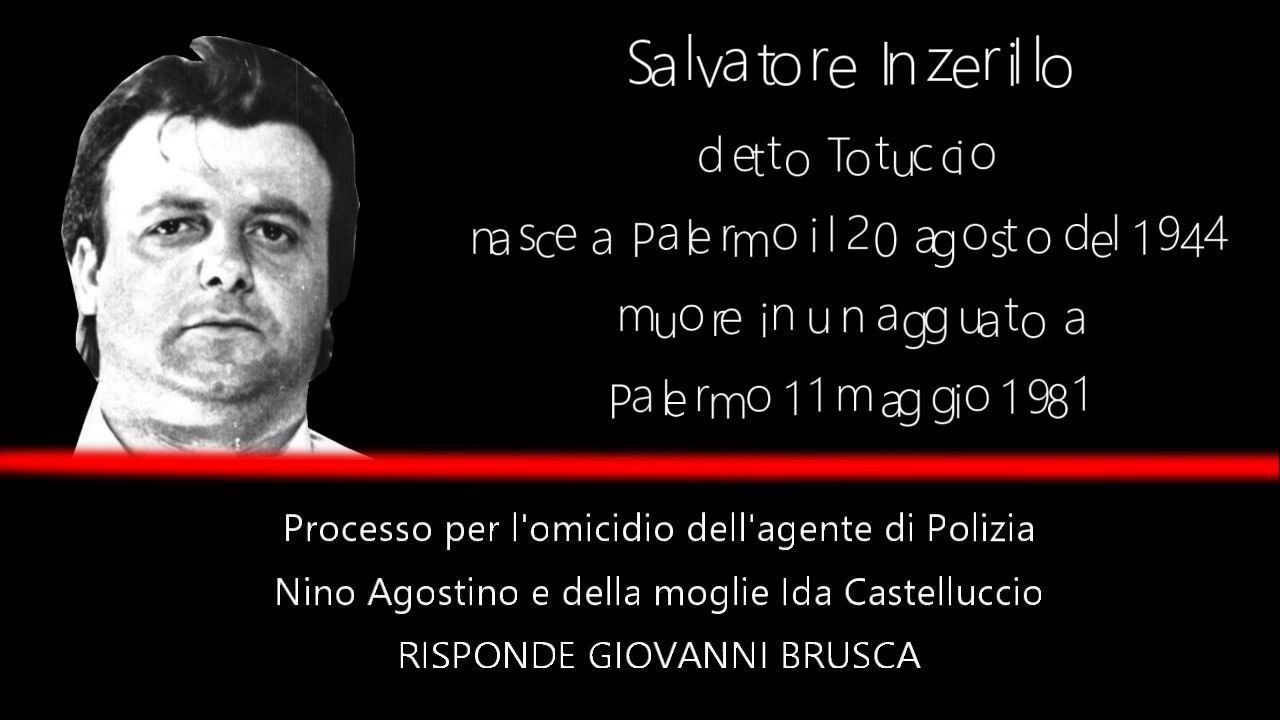 Salvatore Inzerillo
detto Totuccio
nasce a Palermo il 20 agosto del 1944
muore in un agguato a
Palermo 11 maggio 1981
Processo per l'omicidio dell'agente di Polizia
Nino Agostino e della moglie Ida Castelluccio
RISPONDE GIOVANNI BRUSCA